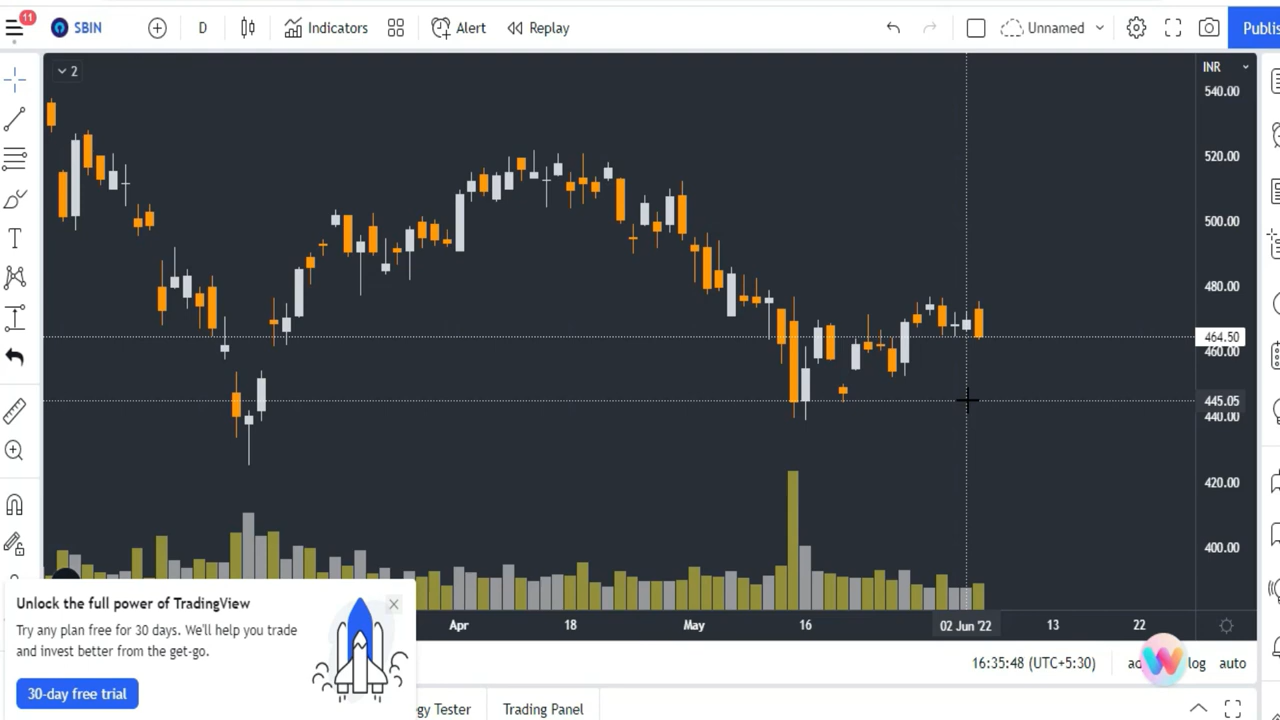 11
SBIN
D
Indicators
Alert
Replay
Unnamed
Publis
2
INR
540.00
520.00
500.00
480.00
464.50
460.00
445.05
440.00
420.00
400.00
Apr
18
May
16
02 Jun '22
13
22
Unlock the full power of TradingView
Try any plan free for 30 days. We'll help you trade
and invest better from the get-go.
30-day free trial
16:35:48 (UTC+5:30)
ad
log
auto
gy Tester
Trading Panel